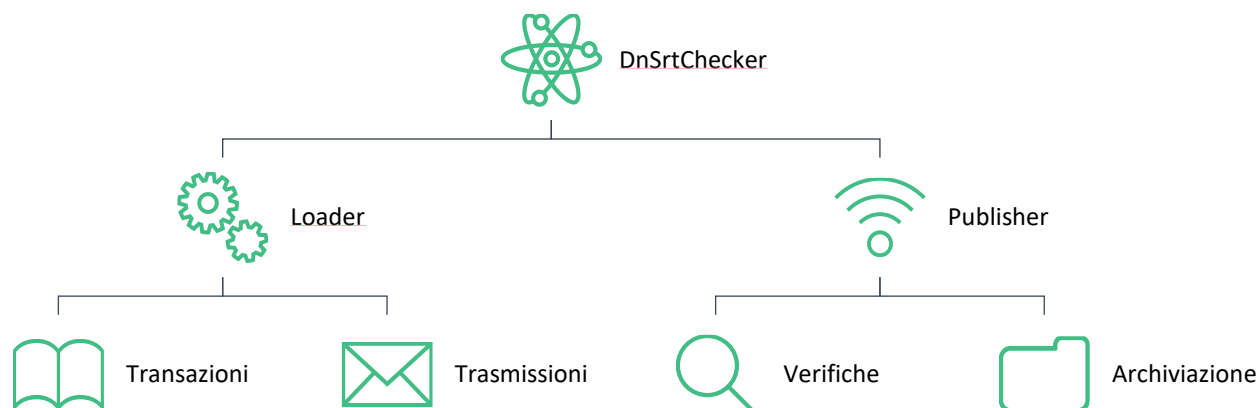 DnSrtChecker
Loader
Publisher
Transazioni
Trasmissioni
Verifiche
Archiviazione